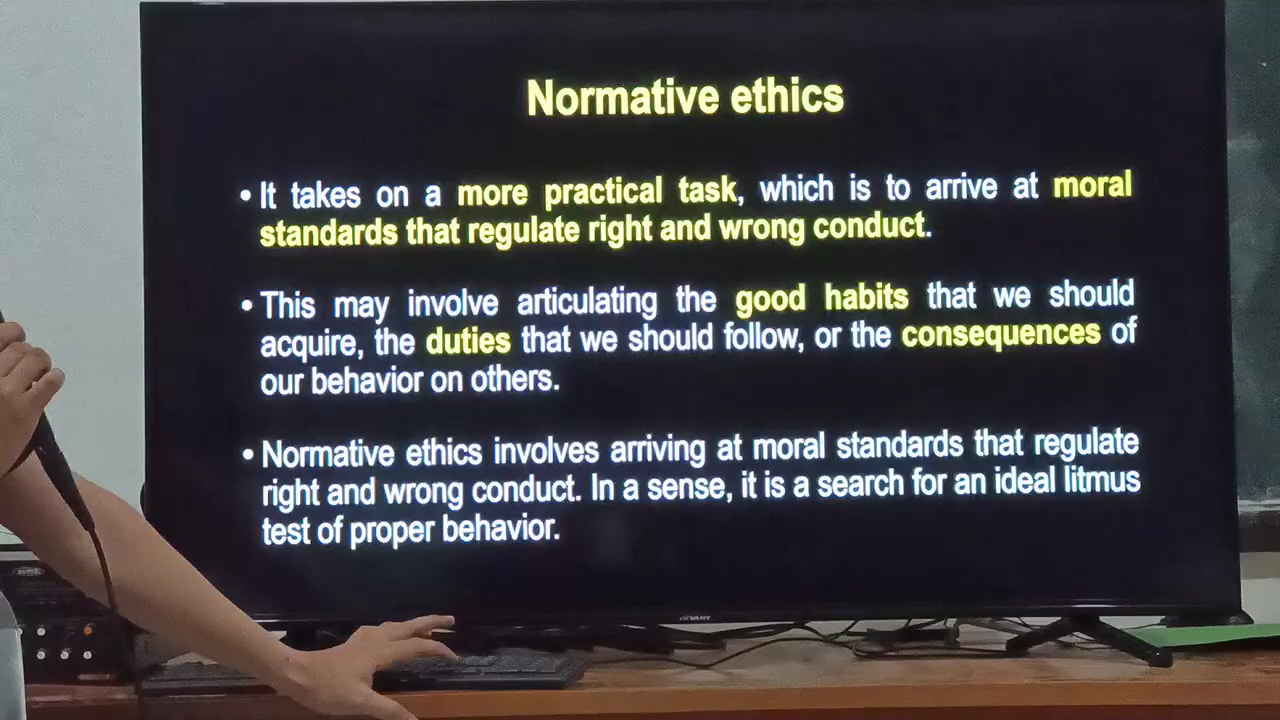 Normative ethics
• It takes on a more practical task, which is to arrive at moral
standards that regulate right and wrong conduct.
• This may involve articulating the good habits that we should
acquire, the duties that we should follow, or the consequences of
our behavior on others.
• Normative ethics involves arriving at moral standards that regulate
right and wrong conduct. In a sense, it is a search for an ideal litmus
test of proper behavior.
DEVANT